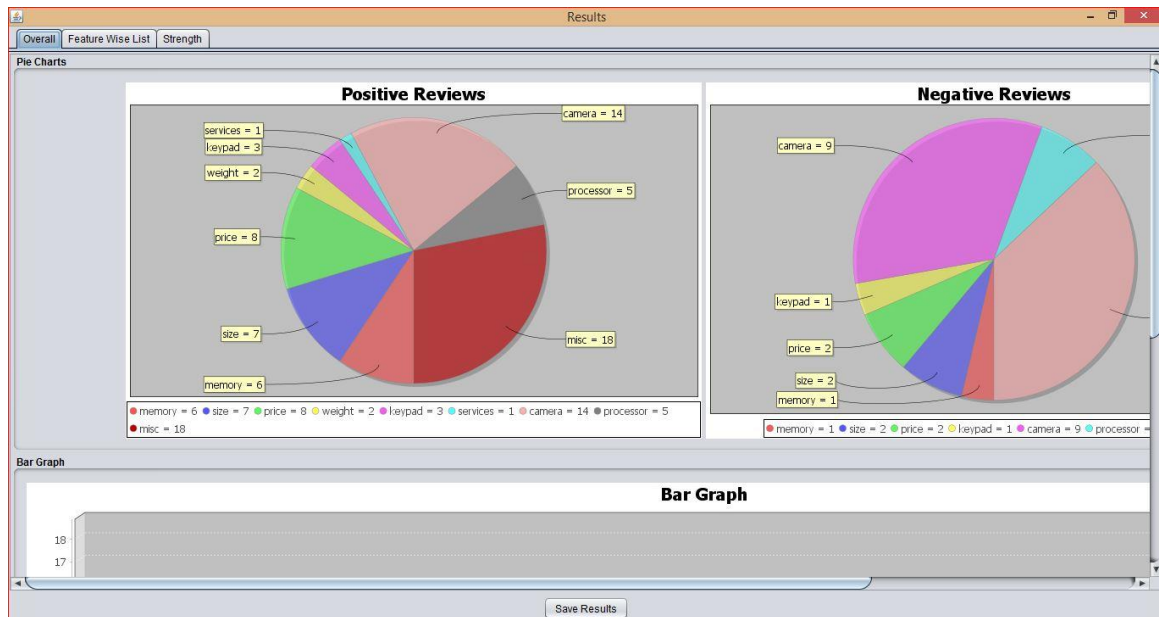 Results
Overall Feature Wise List Strength
Pie Charts
Positive Reviews
camera = 14
services = 1
keypad = 3
weight = 2
processor = 5
price = 8
size = 7
misc = 18
memory = 6
memory = 6 size = 7 price = 8 weight = 2 keypad = 3 services = 1 camera = 14 processor = 5
misc = 18
Negative Reviews
camera = 9
keypad = 1
price = 2
size = 2
memory = 1
memory = 1 size = 2 price = 2 keypad = 1 camera = 9 processor =
Bar Graph
Bar Graph
18
17
Save Results